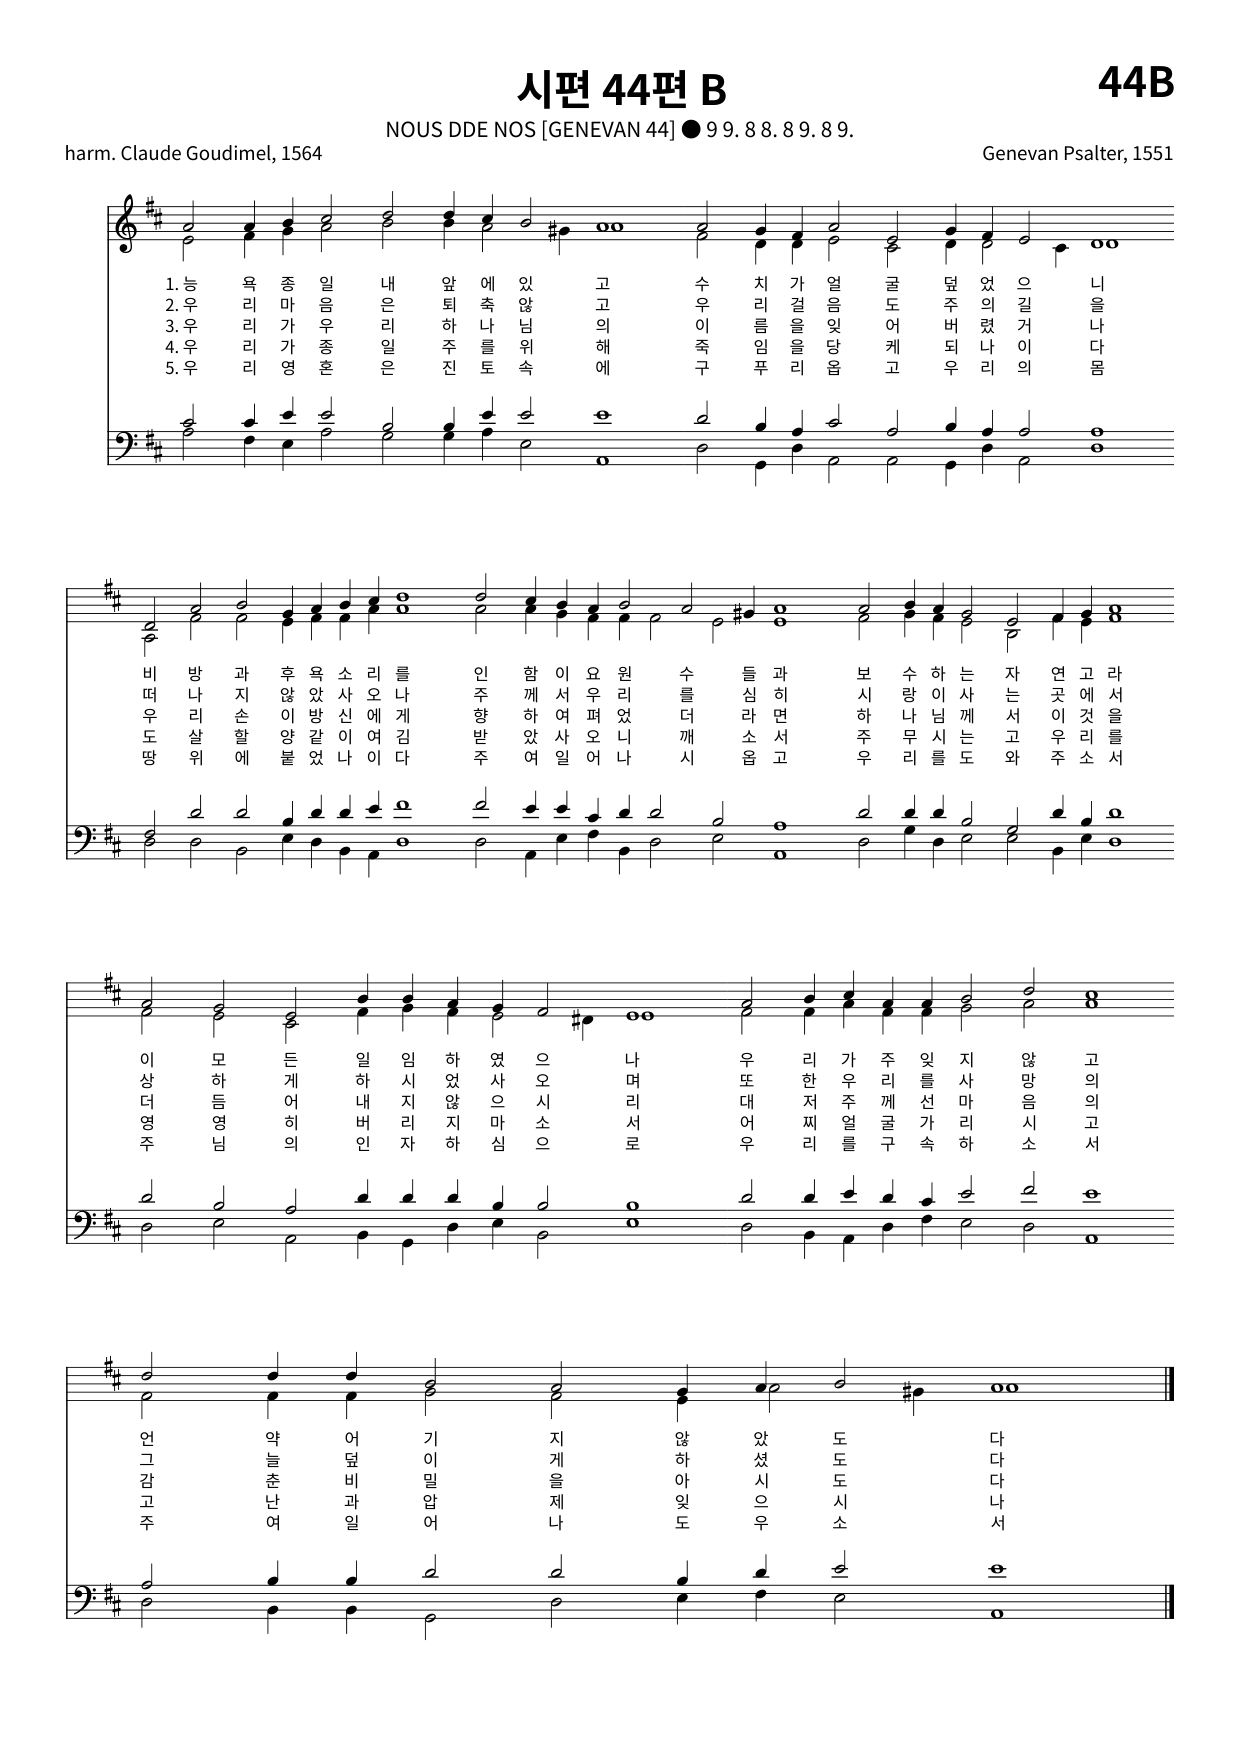 시편 44편 B
44B
NOUS DDE NOS [GENEVAN 44] ● 9 9. 8 8. 8 9. 8 9.
harm. Claude Goudimel, 1564
Genevan Psalter, 1551
1. 능 욕 종 일 내 앞 에 있 고 수 치 가 얼 굴 덮 었 으 니
2. 우 리 마 음 은 퇴 축 않 고 우 리 걸 음 도 주 의 길 을
3. 우 리 가 우 리 하 나 님 의 이 름 을 잊 어 버 렸 거 나
4. 우 리 가 종 일 주 를 위 해 죽 임 을 당 케 되 나 이 다
5. 우 리 영 혼 은 진 토 속 에 구 푸 리 옵 고 우 리 의 몸
비 방 과 후 욕 소 리 를 인 함 이 요 원 수 들 과 보 수 하 는 자 연 고 라
떠 나 지 않 았 사 오 나 주 께 서 우 리 를 심 히 시 랑 이 사 는 곳 에 서
우 리 손 이 방 신 에 게 향 하 여 펴 었 더 라 면 하 나 님 께 서 이 것 을
도 살 할 양 같 이 여 김 받 았 사 오 니 깨 소 서 주 무 시 는 고 우 리 를
땅 위 에 붙 었 나 이 다 주 여 일 어 나 시 옵 고 우 리 를 도 와 주 소 서
이 모 든 일 임 하 였 으 나 우 리 가 주 잊 지 않 고
상 하 게 하 시 었 사 오 며 또 한 우 리 를 사 망 의
더 듬 어 내 지 않 으 시 리 대 저 주 께 선 마 음 의
영 영 히 버 리 지 마 소 서 어 찌 얼 굴 가 리 시 고
주 님 의 인 자 하 심 으 로 우 리 를 구 속 하 소 서
언 약 어 기 지 않 았 도 다
그 늘 덮 이 게 하 셨 도 다
감 춘 비 밀 을 아 시 도 다
고 난 과 압 제 잊 으 시 나
주 여 일 어 나 도 우 소 서